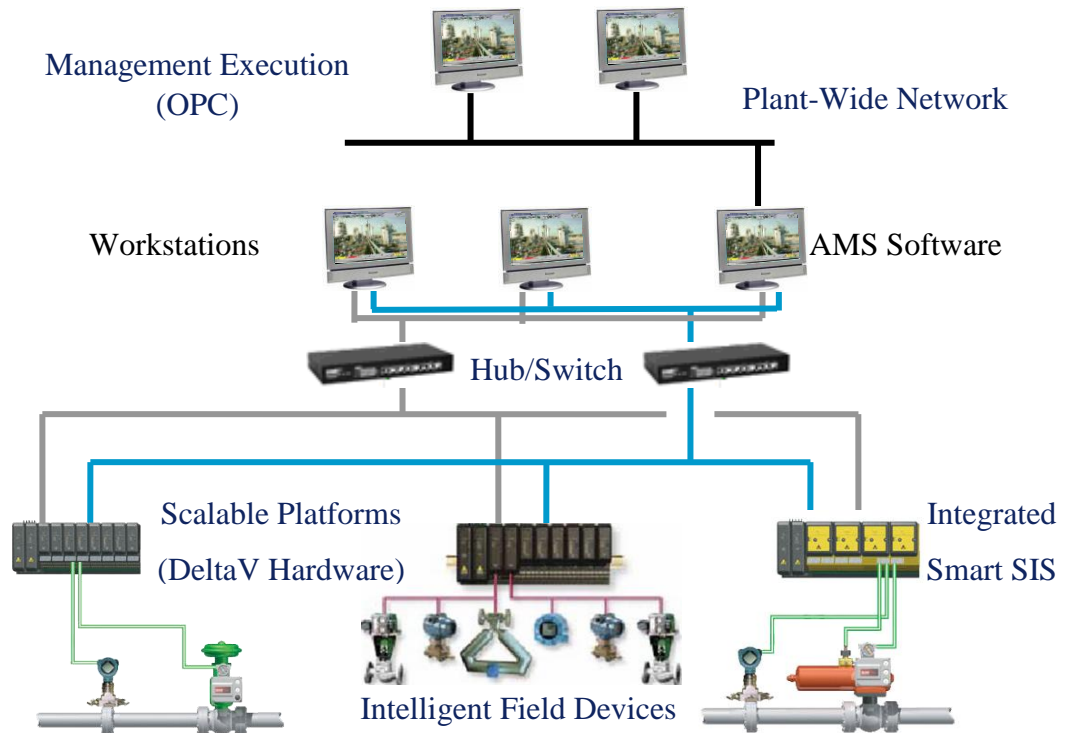 Management Execution
(OPC)
Plant-Wide Network
Workstations
AMS Software
Hub/Switch
Scalable Platforms
(DeltaV Hardware)
Integrated
Smart SIS
Intelligent Field Devices